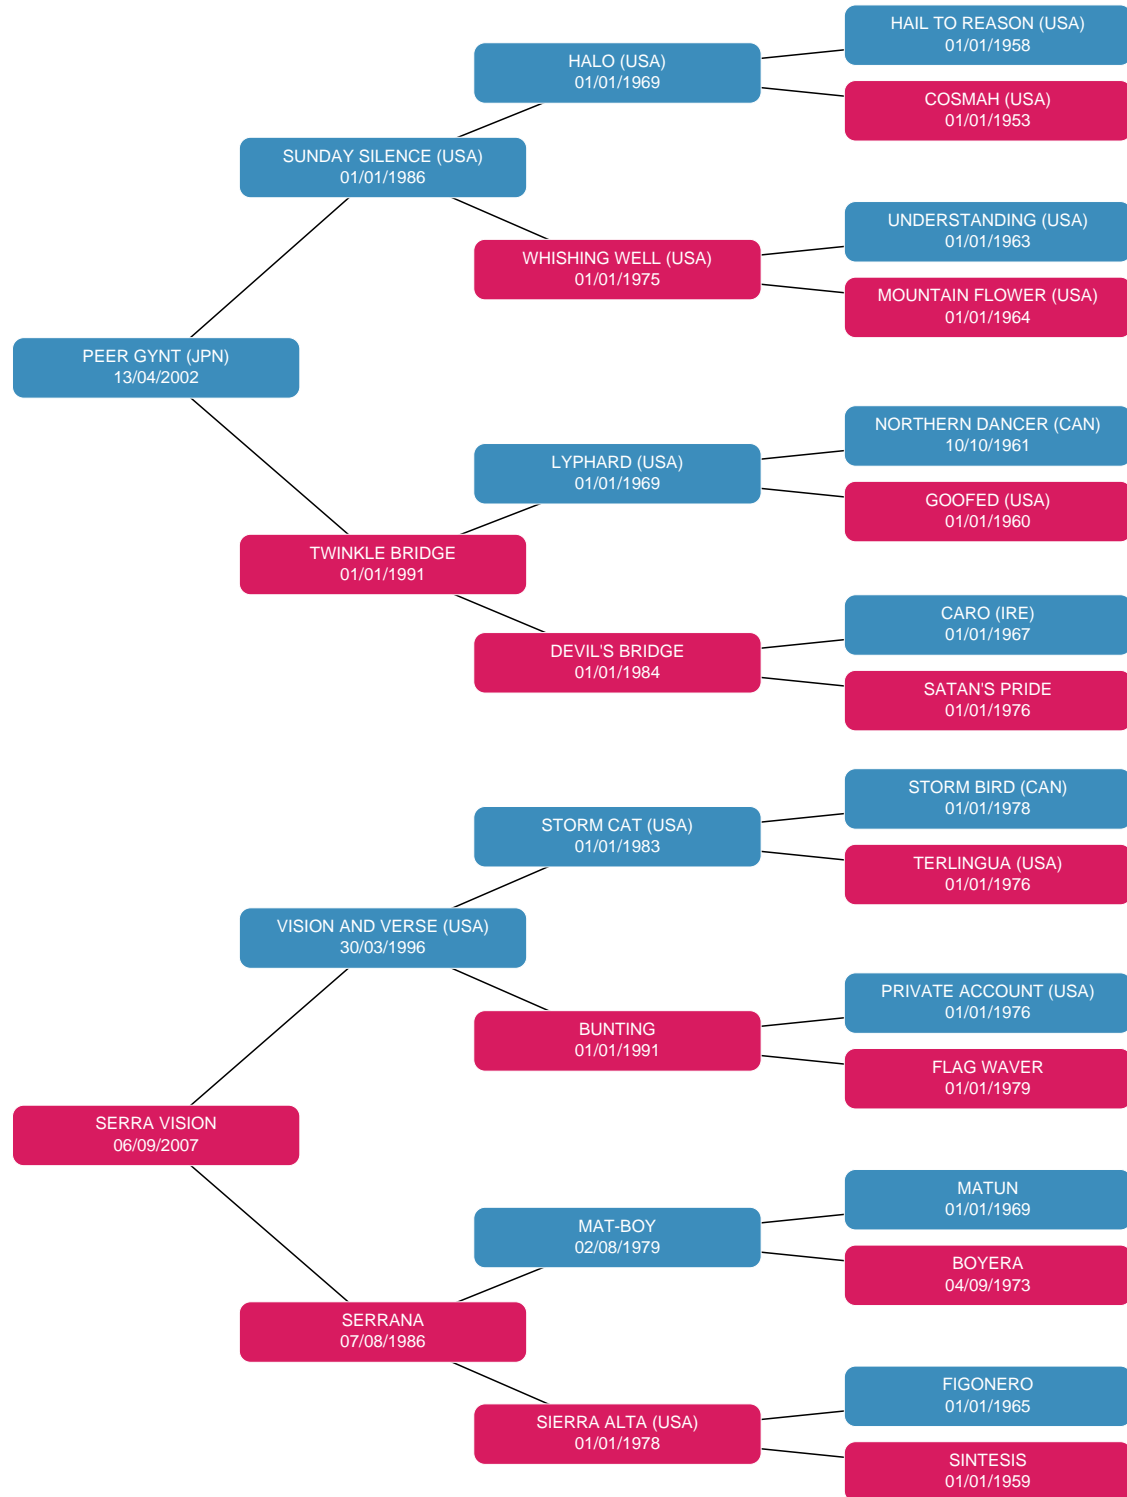 HAIL TO REASON (USA)
01/01/1958
HALO (USA)
01/01/1969
COSMAH (USA)
01/01/1953
SUNDAY SILENCE (USA)
01/01/1986
UNDERSTANDING (USA)
01/01/1963
WHISHING WELL (USA)
01/01/1975
MOUNTAIN FLOWER (USA)
01/01/1964
PEER GYNT (JPN)
13/04/2002
NORTHERN DANCER (CAN)
10/10/1961
LYPHARD (USA)
01/01/1969
GOOFED (USA)
01/01/1960
TWINKLE BRIDGE
01/01/1991
CARO (IRE)
01/01/1967
DEVIL'S BRIDGE
01/01/1984
SATAN'S PRIDE
01/01/1976
STORM BIRD (CAN)
01/01/1978
STORM CAT (USA)
01/01/1983
TERLINGUA (USA)
01/01/1976
VISION AND VERSE (USA)
30/03/1996
PRIVATE ACCOUNT (USA)
01/01/1976
BUNTING
01/01/1991
FLAG WAVER
01/01/1979
SERRA VISION
06/09/2007
MATUN
01/01/1969
MAT-BOY
02/08/1979
BOYERA
04/09/1973
SERRANA
07/08/1986
FIGONERO
01/01/1965
SIERRA ALTA (USA)
01/01/1978
SINTESIS
01/01/1959